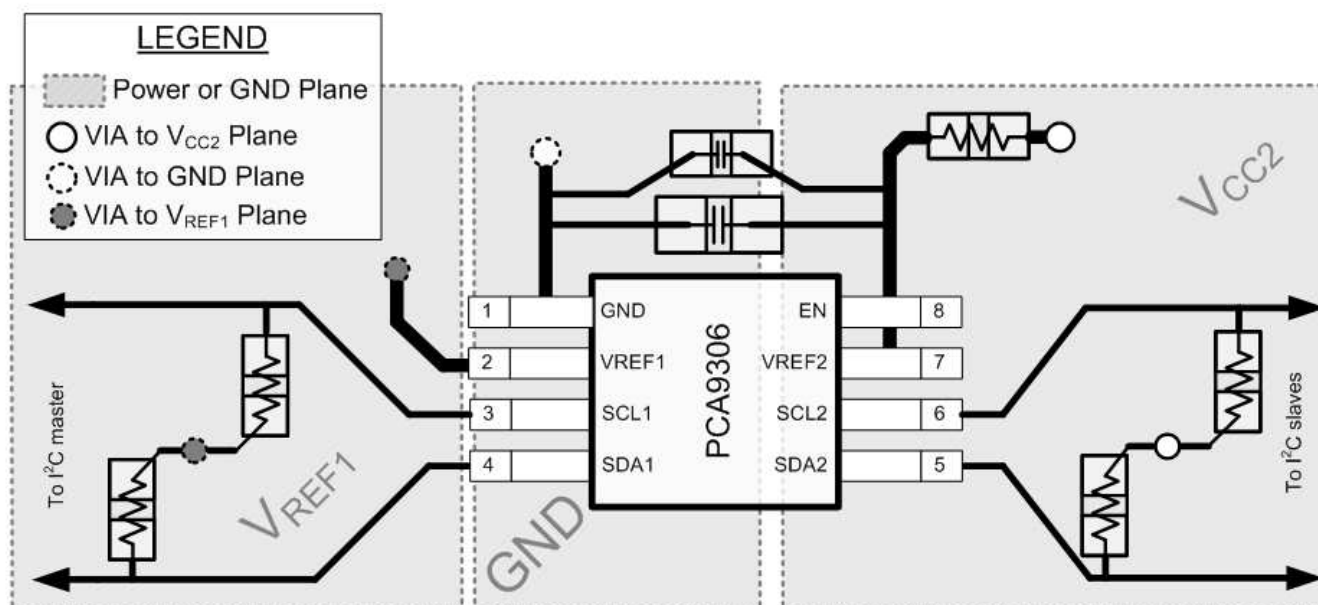 LEGEND
Power or GND Plane
VIA to VCC2 Plane
VIA to GND Plane
VIA to VREF1 Plane
VCC2
1
GND
EN
8
2
VREF1
VREF2
7
3
SCL1
SCL2
6
4
SDA1
SDA2
5
PCA9306
To I²C master
To I²C slaves
VREF1
GND